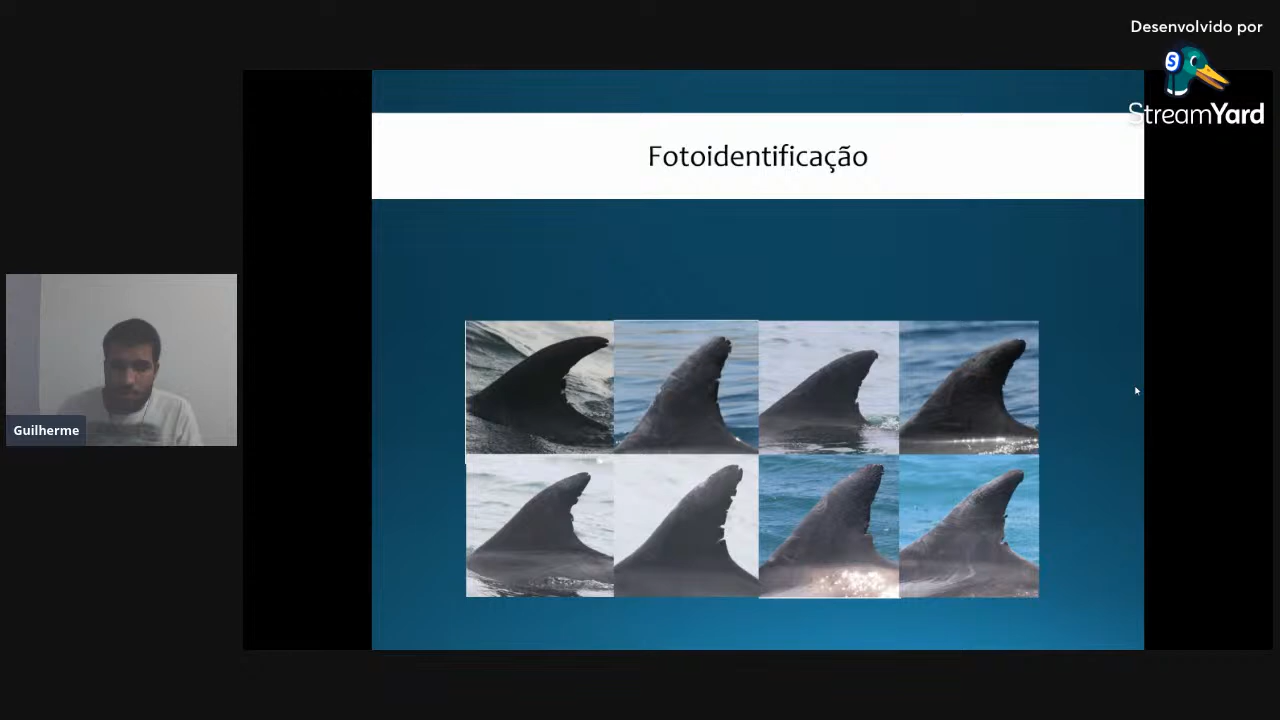 Desenvolvido por
S
StreamYard
Fotoidentificação
Guilherme